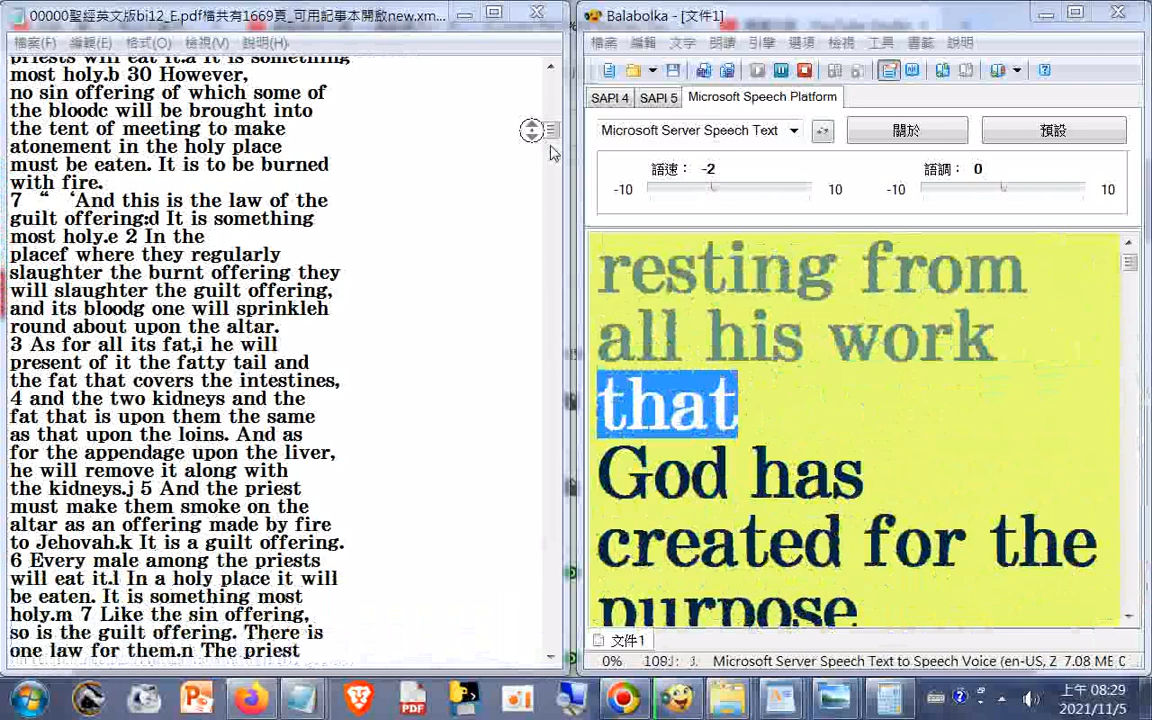 00000聖經英文版bi12_E.pdf檔共有1669頁_可用記事本開啟new.xm...
檔案(F) 編輯(E) 格式(O) 檢視(V) 說明(H)
priests will eat it.a It is something
most holy.b 30 However,
no sin offering of which some of
the bloodc will be brought into
the tent of meeting to make
atonement in the holy place
must be eaten. It is to be burned
with fire.
7 “ ‘And this is the law of the
guilt offering:d It is something
most holy.e 2 In the
placef where they regularly
slaughter the burnt offering they
will slaughter the guilt offering,
and its bloodg one will sprinkleh
round about upon the altar.
3 As for all its fat,i he will
present of it the fatty tail and
the fat that covers the intestines,
4 and the two kidneys and the
fat that is upon them the same
as that upon the loins. And as
for the appendage upon the liver,
he will remove it along with
the kidneys.j 5 And the priest
must make them smoke on the
altar as an offering made by fire
to Jehovah.k It is a guilt offering.
6 Every male among the priests
will eat it.l In a holy place it will
be eaten. It is something most
holy.m 7 Like the sin offering,
so is the guilt offering. There is
one law for them.n The priest
Balabolka - [文件1]
檔案 編輯 文字 朗讀 引擎 選項 檢視 工具 書籤 說明
SAPI 4 SAPI 5 Microsoft Speech Platform
Microsoft Server Speech Text 關於 預設
語速： -2 語調： 0
-10 10 -10 10
resting from
all his work
that
God has
created for the
purpose
文件1
0% Microsoft Server Speech Text to Speech Voice (en-US, Z 7.08 ME
上午 08:29
2021/11/5